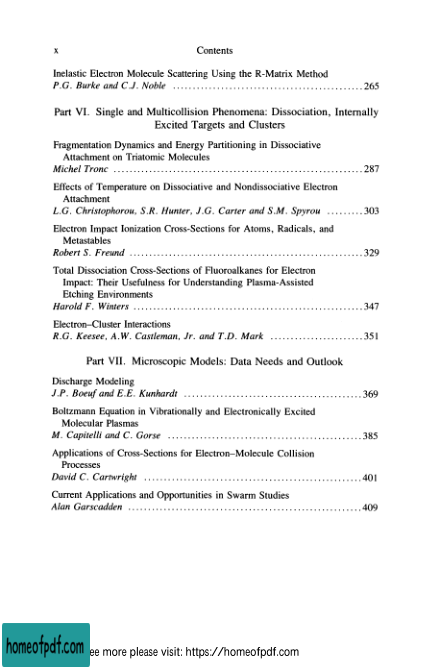 x Contents
Inelastic Electron Molecule Scattering Using the R-Matrix Method
P.G. Burke and C.J. Noble ................................................265
Part VI. Single and Multicollision Phenomena: Dissociation, Internally
Excited Targets and Clusters
Fragmentation Dynamics and Energy Partitioning in Dissociative
Attachment on Triatomic Molecules
Michel Tronc ................................................................287
Effects of Temperature on Dissociative and Nondissociative Electron
Attachment
L.G. Christophorou, S.R. Hunter, J.G. Carter and S.M. Spyrou .........303
Electron Impact Ionization Cross-Sections for Atoms, Radicals, and
Metastables
Robert S. Freund ...........................................................329
Total Dissociation Cross-Sections of Fluoroalkanes for Electron
Impact: Their Usefulness for Understanding Plasma-Assisted
Etching Environments
Harold F. Winters ..........................................................347
Electron–Cluster Interactions
R.G. Keesee, A.W. Castleman, Jr. and T.D. Mark .......................351
Part VII. Microscopic Models: Data Needs and Outlook
Discharge Modeling
J.P. Boeuf and E.E. Kunhardt .............................................369
Boltzmann Equation in Vibrationally and Electronically Excited
Molecular Plasmas
M. Capitelli and C. Gorse .................................................385
Applications of Cross-Sections for Electron–Molecule Collision
Processes
David C. Cartwright .......................................................401
Current Applications and Opportunities in Swarm Studies
Alan Garscadden ...........................................................409
homeofpdf.com ee more please visit: https://homeofpdf.com